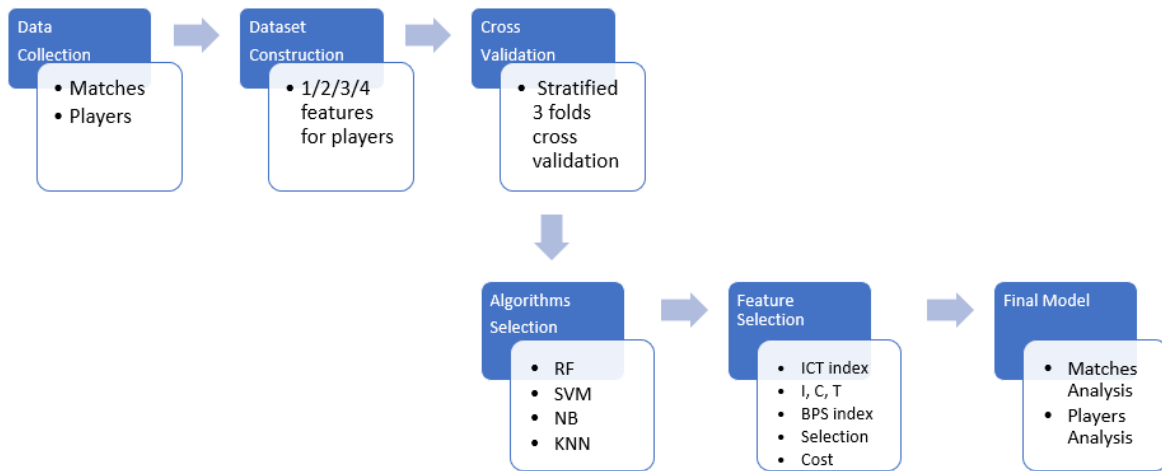 Data
Collection
• Matches
• Players
Dataset
Construction
• 1/2/3/4
features
for players
Cross
Validation
• Stratified
3 folds
cross
validation
Algorithms
Selection
• RF
• SVM
• NB
• KNN
Feature
Selection
• ICT index
• I, C, T
• BPS index
• Selection
• Cost
Final Model
• Matches
Analysis
• Players
Analysis